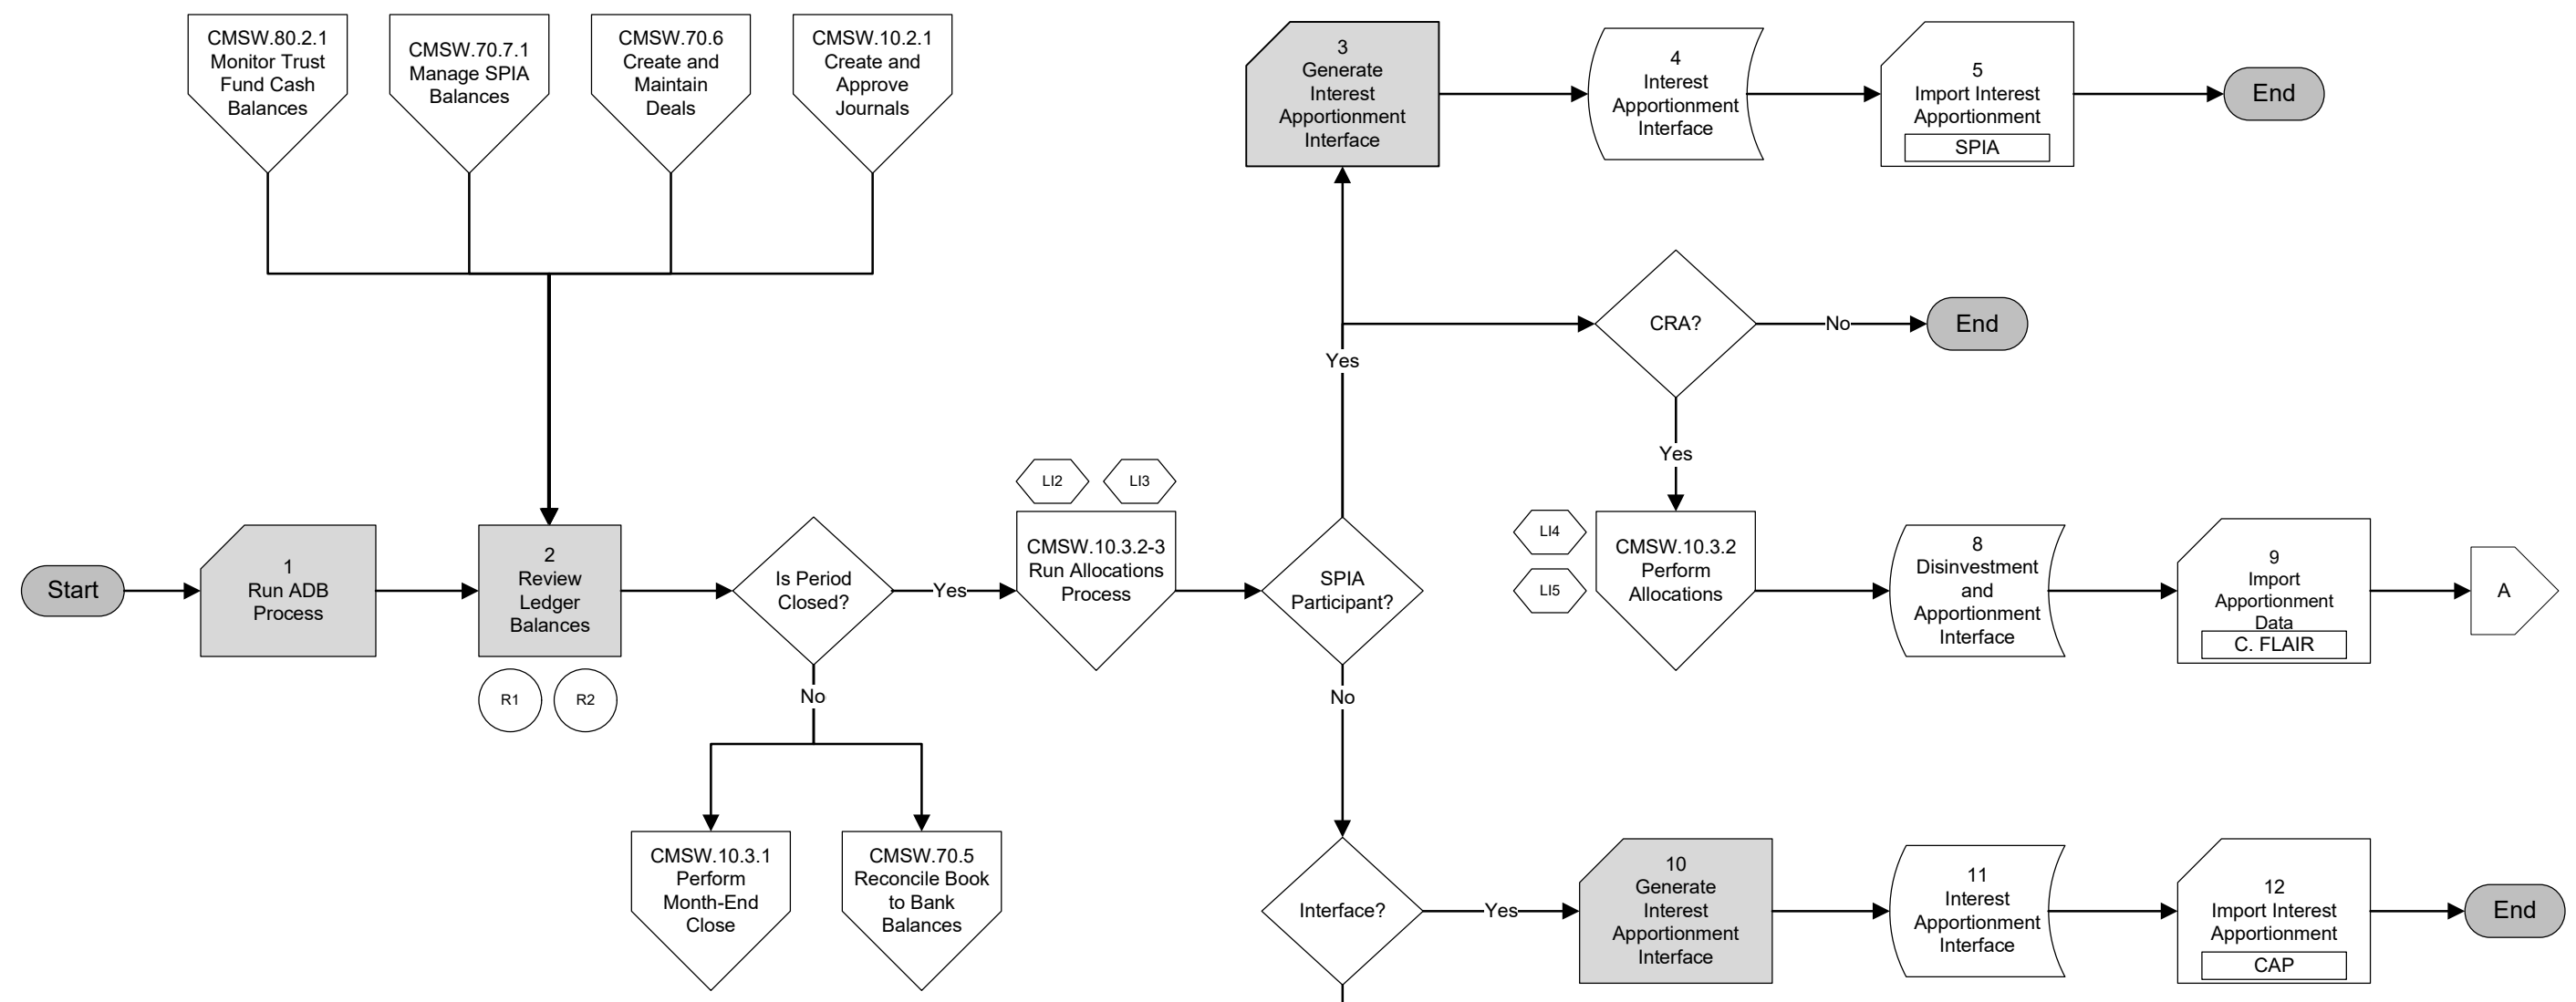 CMSW.80.2.1
Monitor Trust
Fund Cash
Balances
CMSW.70.7.1
Manage SPIA
Balances
CMSW.70.6
Create and
Maintain
Deals
CMSW.10.2.1
Create and
Approve
Journals
3
Generate
Interest
Apportionment
Interface
4
Interest
Apportionment
Interface
5
Import Interest
Apportionment
SPIA
End
CRA?
No
End
Yes
Yes
LI2
LI3
Start
1
Run ADB
Process
2
Review
Ledger
Balances
R1
R2
Is Period
Closed?
Yes
CMSW.10.3.2-3
Run Allocations
Process
SPIA
Participant?
LI4
LI5
CMSW.10.3.2
Perform
Allocations
8
Disinvestment
and
Apportionment
Interface
9
Import
Apportionment
Data
C. FLAIR
A
No
No
CMSW.10.3.1
Perform
Month-End
Close
CMSW.70.5
Reconcile Book
to Bank
Balances
Interface?
Yes
10
Generate
Interest
Apportionment
Interface
11
Interest
Apportionment
Interface
12
Import Interest
Apportionment
CAP
End